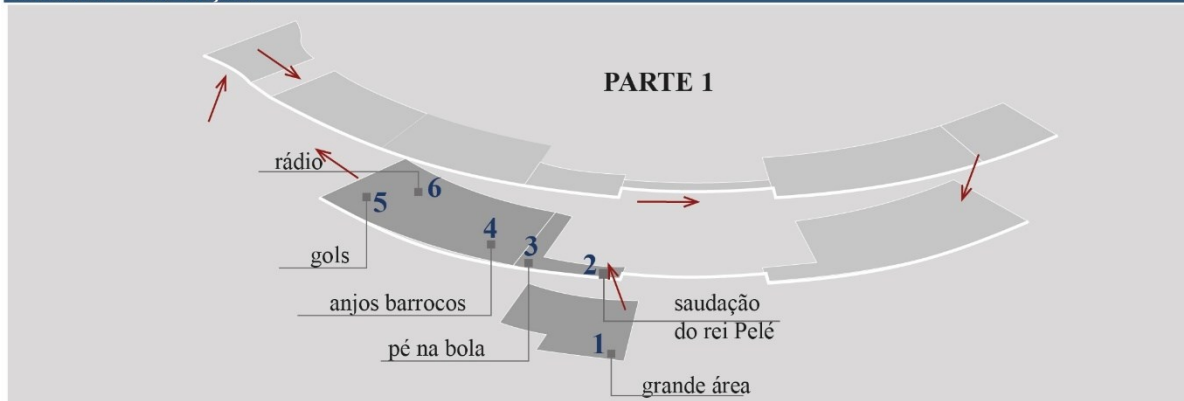 PARTE 1
rádio
6
5
4
3
2
gols
anjos barrocos
saudação
do rei Pelé
pé na bola
1
grande área